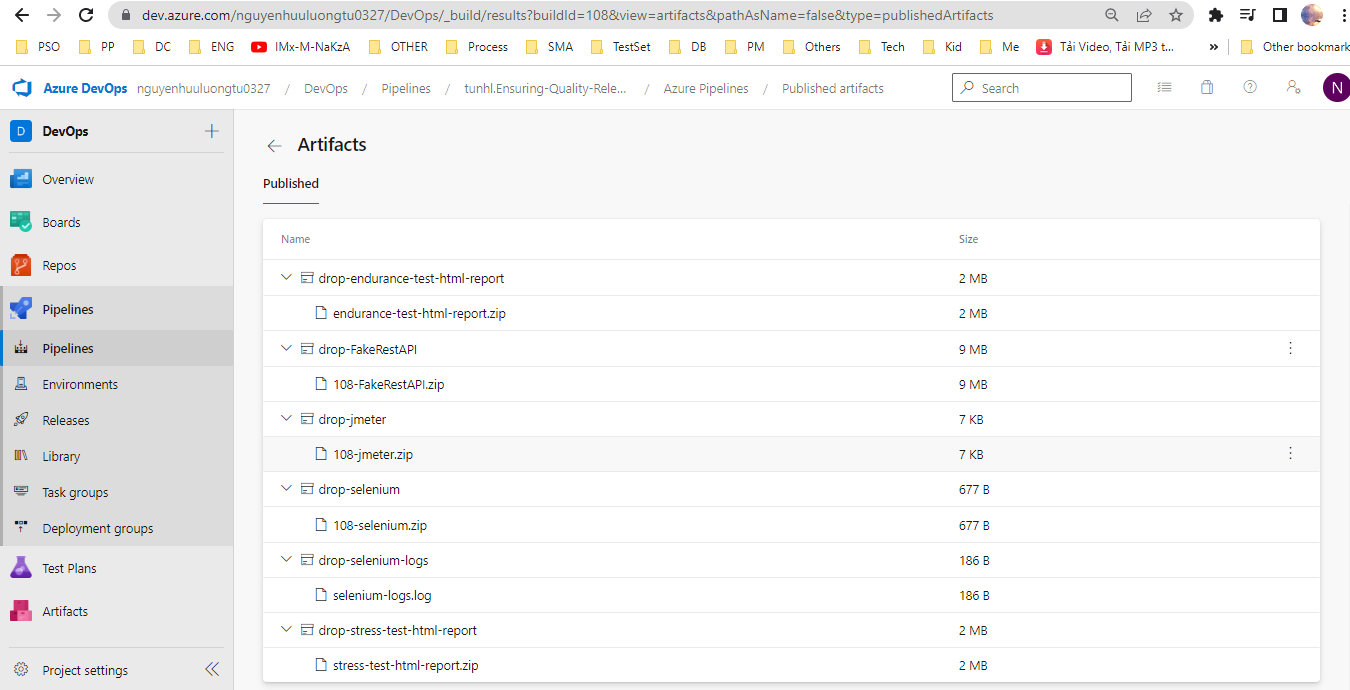 dev.azure.com/nguyenhuuluongtu0327/DevOps/_build/results?buildId=108&view=artifacts&pathAsName=false&type=publishedArtifacts
PSO PP DC ENG IMx-M-NaKzA OTHER Process SMA TestSet DB PM Others Tech Kid Me Tải Video, Tải MP3 t... » Other bookmark
Azure DevOps nguyenhuuluongtu0327 / DevOps / Pipelines / tunhl.Ensuring-Quality-Rele... / Azure Pipelines / Published artifacts Search N
D DevOps
Overview
Boards
Repos
Pipelines
Pipelines
Environments
Releases
Library
Task groups
Deployment groups
Test Plans
Artifacts
Project settings
Artifacts
Published
Name Size
drop-endurance-test-html-report 2 MB
endurance-test-html-report.zip 2 MB
drop-FakeRestAPI 9 MB
108-FakeRestAPI.zip 9 MB
drop-jmeter 7 KB
108-jmeter.zip 7 KB
drop-selenium 677 B
108-selenium.zip 677 B
drop-selenium-logs 186 B
selenium-logs.log 186 B
drop-stress-test-html-report 2 MB
stress-test-html-report.zip 2 MB